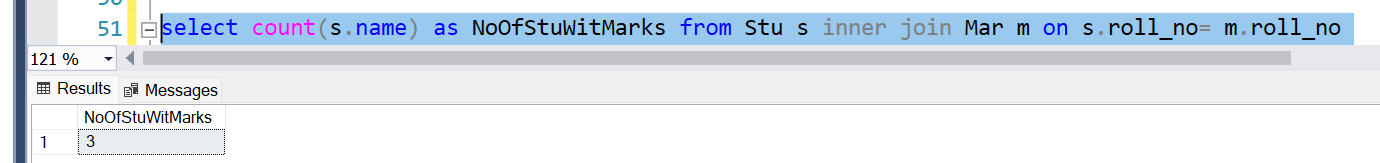 51 select count(s.name) as NoOfStuWitMarks from Stu s inner join Mar m on s.roll_no= m.roll_no
121 %
Results Messages
NoOfStuWitMarks
1 3